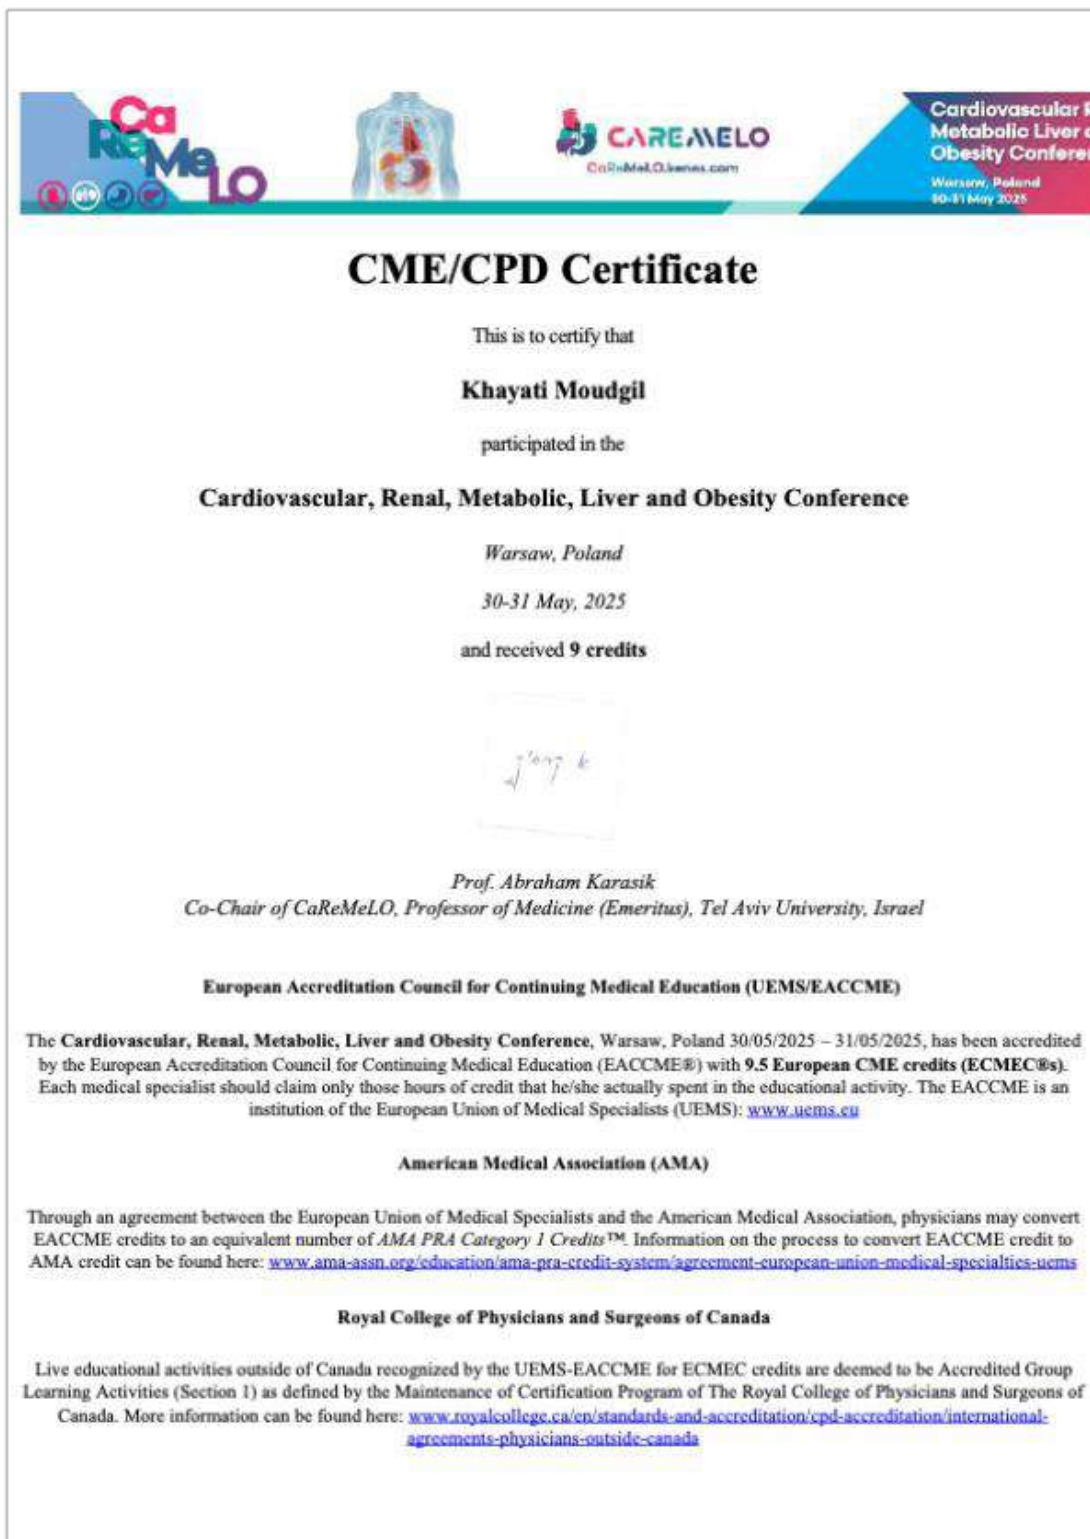 Ca
ReMe
LO
CAREMELO
CaReMeLO.kenes.com
Cardiovascular R
Metabolic Liver
Obesity Confere
Warsaw, Poland
30-31 May 2025
CME/CPD Certificate
This is to certify that
Khayati Moudgil
participated in the
Cardiovascular, Renal, Metabolic, Liver and Obesity Conference
Warsaw, Poland
30-31 May, 2025
and received 9 credits
Prof. Abraham Karasik
Co-Chair of CaReMeLO, Professor of Medicine (Emeritus), Tel Aviv University, Israel
European Accreditation Council for Continuing Medical Education (UEMS/EACCME)
The Cardiovascular, Renal, Metabolic, Liver and Obesity Conference, Warsaw, Poland 30/05/2025 – 31/05/2025, has been accredited
by the European Accreditation Council for Continuing Medical Education (EACCME®) with 9.5 European CME credits (ECMEC®s).
Each medical specialist should claim only those hours of credit that he/she actually spent in the educational activity. The EACCME is an
institution of the European Union of Medical Specialists (UEMS): www.uems.eu
American Medical Association (AMA)
Through an agreement between the European Union of Medical Specialists and the American Medical Association, physicians may convert
EACCME credits to an equivalent number of AMA PRA Category 1 Credits™. Information on the process to convert EACCME credit to
AMA credit can be found here: www.ama-assn.org/education/ama-pra-credit-system/agreement-european-union-medical-specialties-uems
Royal College of Physicians and Surgeons of Canada
Live educational activities outside of Canada recognized by the UEMS-EACCME for ECMEC credits are deemed to be Accredited Group
Learning Activities (Section 1) as defined by the Maintenance of Certification Program of The Royal College of Physicians and Surgeons of
Canada. More information can be found here: www.royalcollege.ca/en/standards-and-accreditation/cpd-accreditation/international-
agreements-physicians-outside-canada